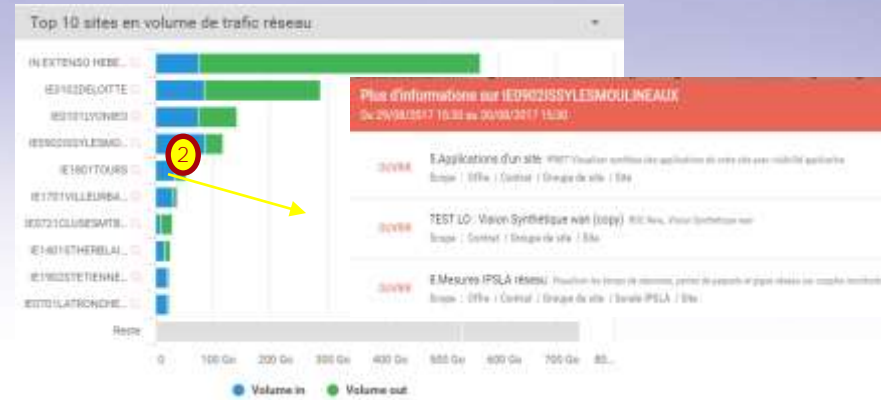 Top 10 sites en volume de trafic réseau
IN EXTENSO HEBE...
IE0102DELOITTE
IE0101LYONIED
IE0902ISSYLESMO...
2
IE1801TOURS
IE1701VILLEURBA...
IE0721CLUSESMTB...
IE1401STHERBLAI...
IE1902STETIENNE...
IE0701LATRONCHE...
Reste
0 100 Go 200 Go 300 Go 400 Go 500 Go 600 Go 700 Go 80...
Volume in Volume out
Plus d'informations sur IE0902ISSYLESMOULINEAUX
Du 29/08/2017 15:30 au 30/08/2017 15:30
OUVRIR E.Applications d'un site
Scope : Offre / Contrat / Groupe de site / Site
OUVRIR TEST LO : Vision Synthétique wan (copy)
Scope : Contrat / Groupe de site / Site
OUVRIR E.Mesures IPSLA réseau
Scope : Offre / Contrat / Groupe de site / Sonde IPSLA / Site